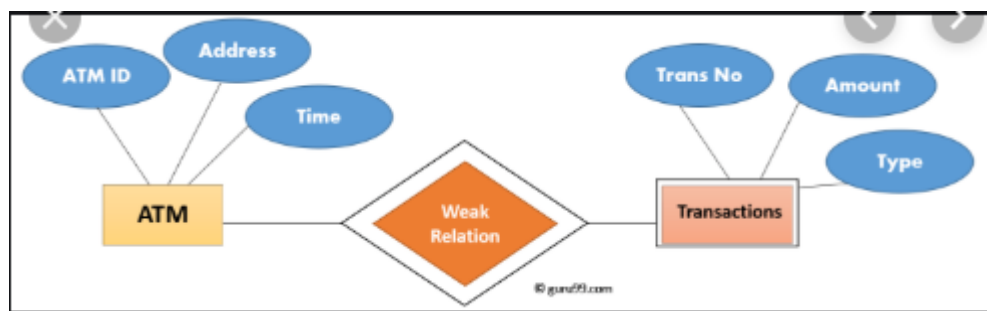 ATM ID
Address
Time
Trans No
Amount
Type
ATM
Weak
Relation
Transactions
© guru99.com